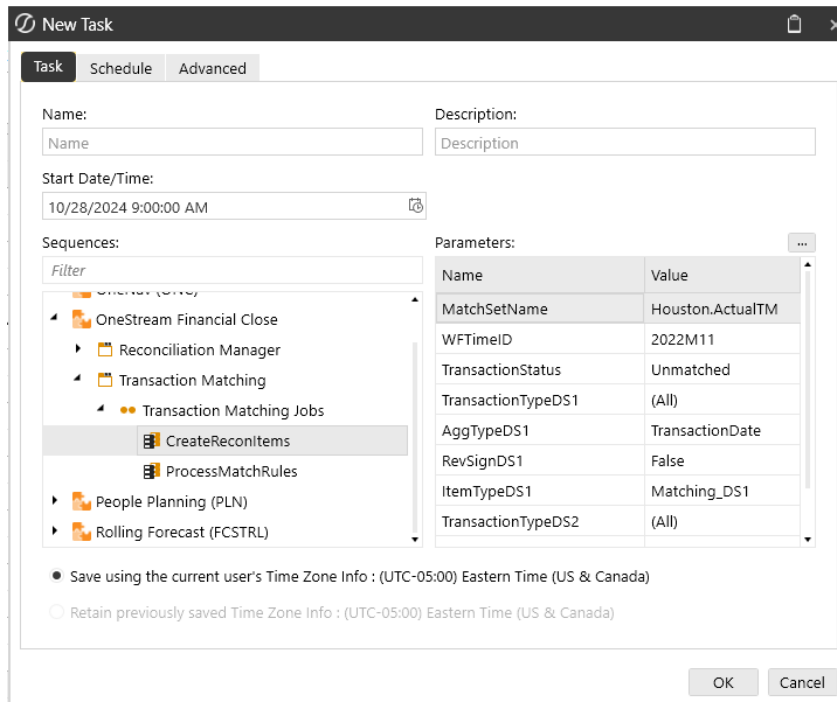 New Task
Task Schedule Advanced
Name: Description:
Name Description
Start Date/Time:
10/28/2024 9:00:00 AM
Sequences: Parameters: ...
Filter Name Value
OneStream Financial Close MatchSetName Houston.ActualTM
Reconciliation Manager WFTimeID 2022M11
Transaction Matching TransactionStatus Unmatched
Transaction Matching Jobs TransactionTypeDS1 (All)
CreateReconItems AggTypeDS1 TransactionDate
ProcessMatchRules RevSignDS1 False
People Planning (PLN) ItemTypeDS1 Matching_DS1
Rolling Forecast (FCSTRL) TransactionTypeDS2 (All)
Save using the current user's Time Zone Info : (UTC-05:00) Eastern Time (US & Canada)
Retain previously saved Time Zone Info : (UTC-05:00) Eastern Time (US & Canada)
OK Cancel